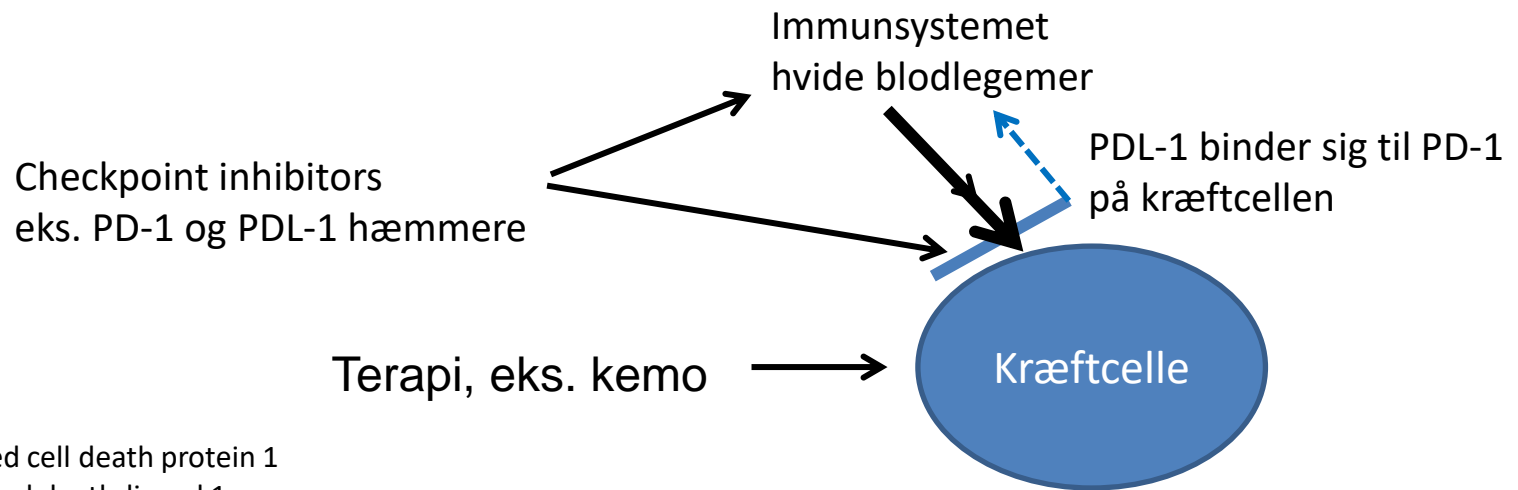 Immunsystemet
hvide blodlegemer
PDL-1 binder sig til PD-1
på kræftcellen
Checkpoint inhibitors
eks. PD-1 og PDL-1 hæmmere
Terapi, eks. kemo
Kræftcelle
ed cell death protein 1